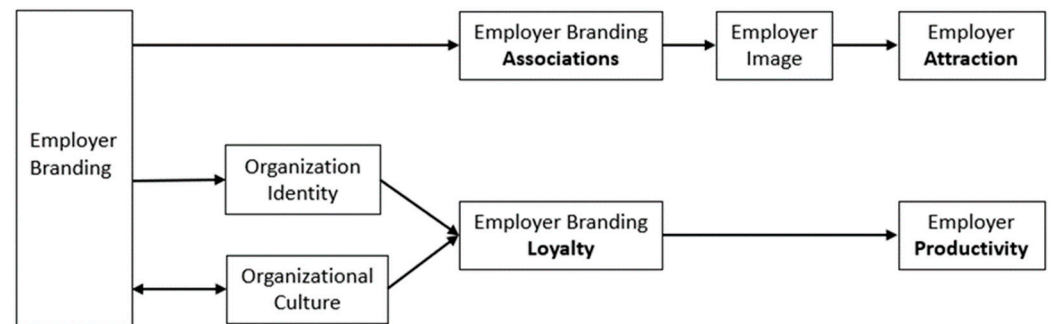 Employer Branding
Associations
Employer
Image
Employer
Attraction
Employer
Branding
Organization
Identity
Employer Branding
Loyalty
Employer
Productivity
Organizational
Culture